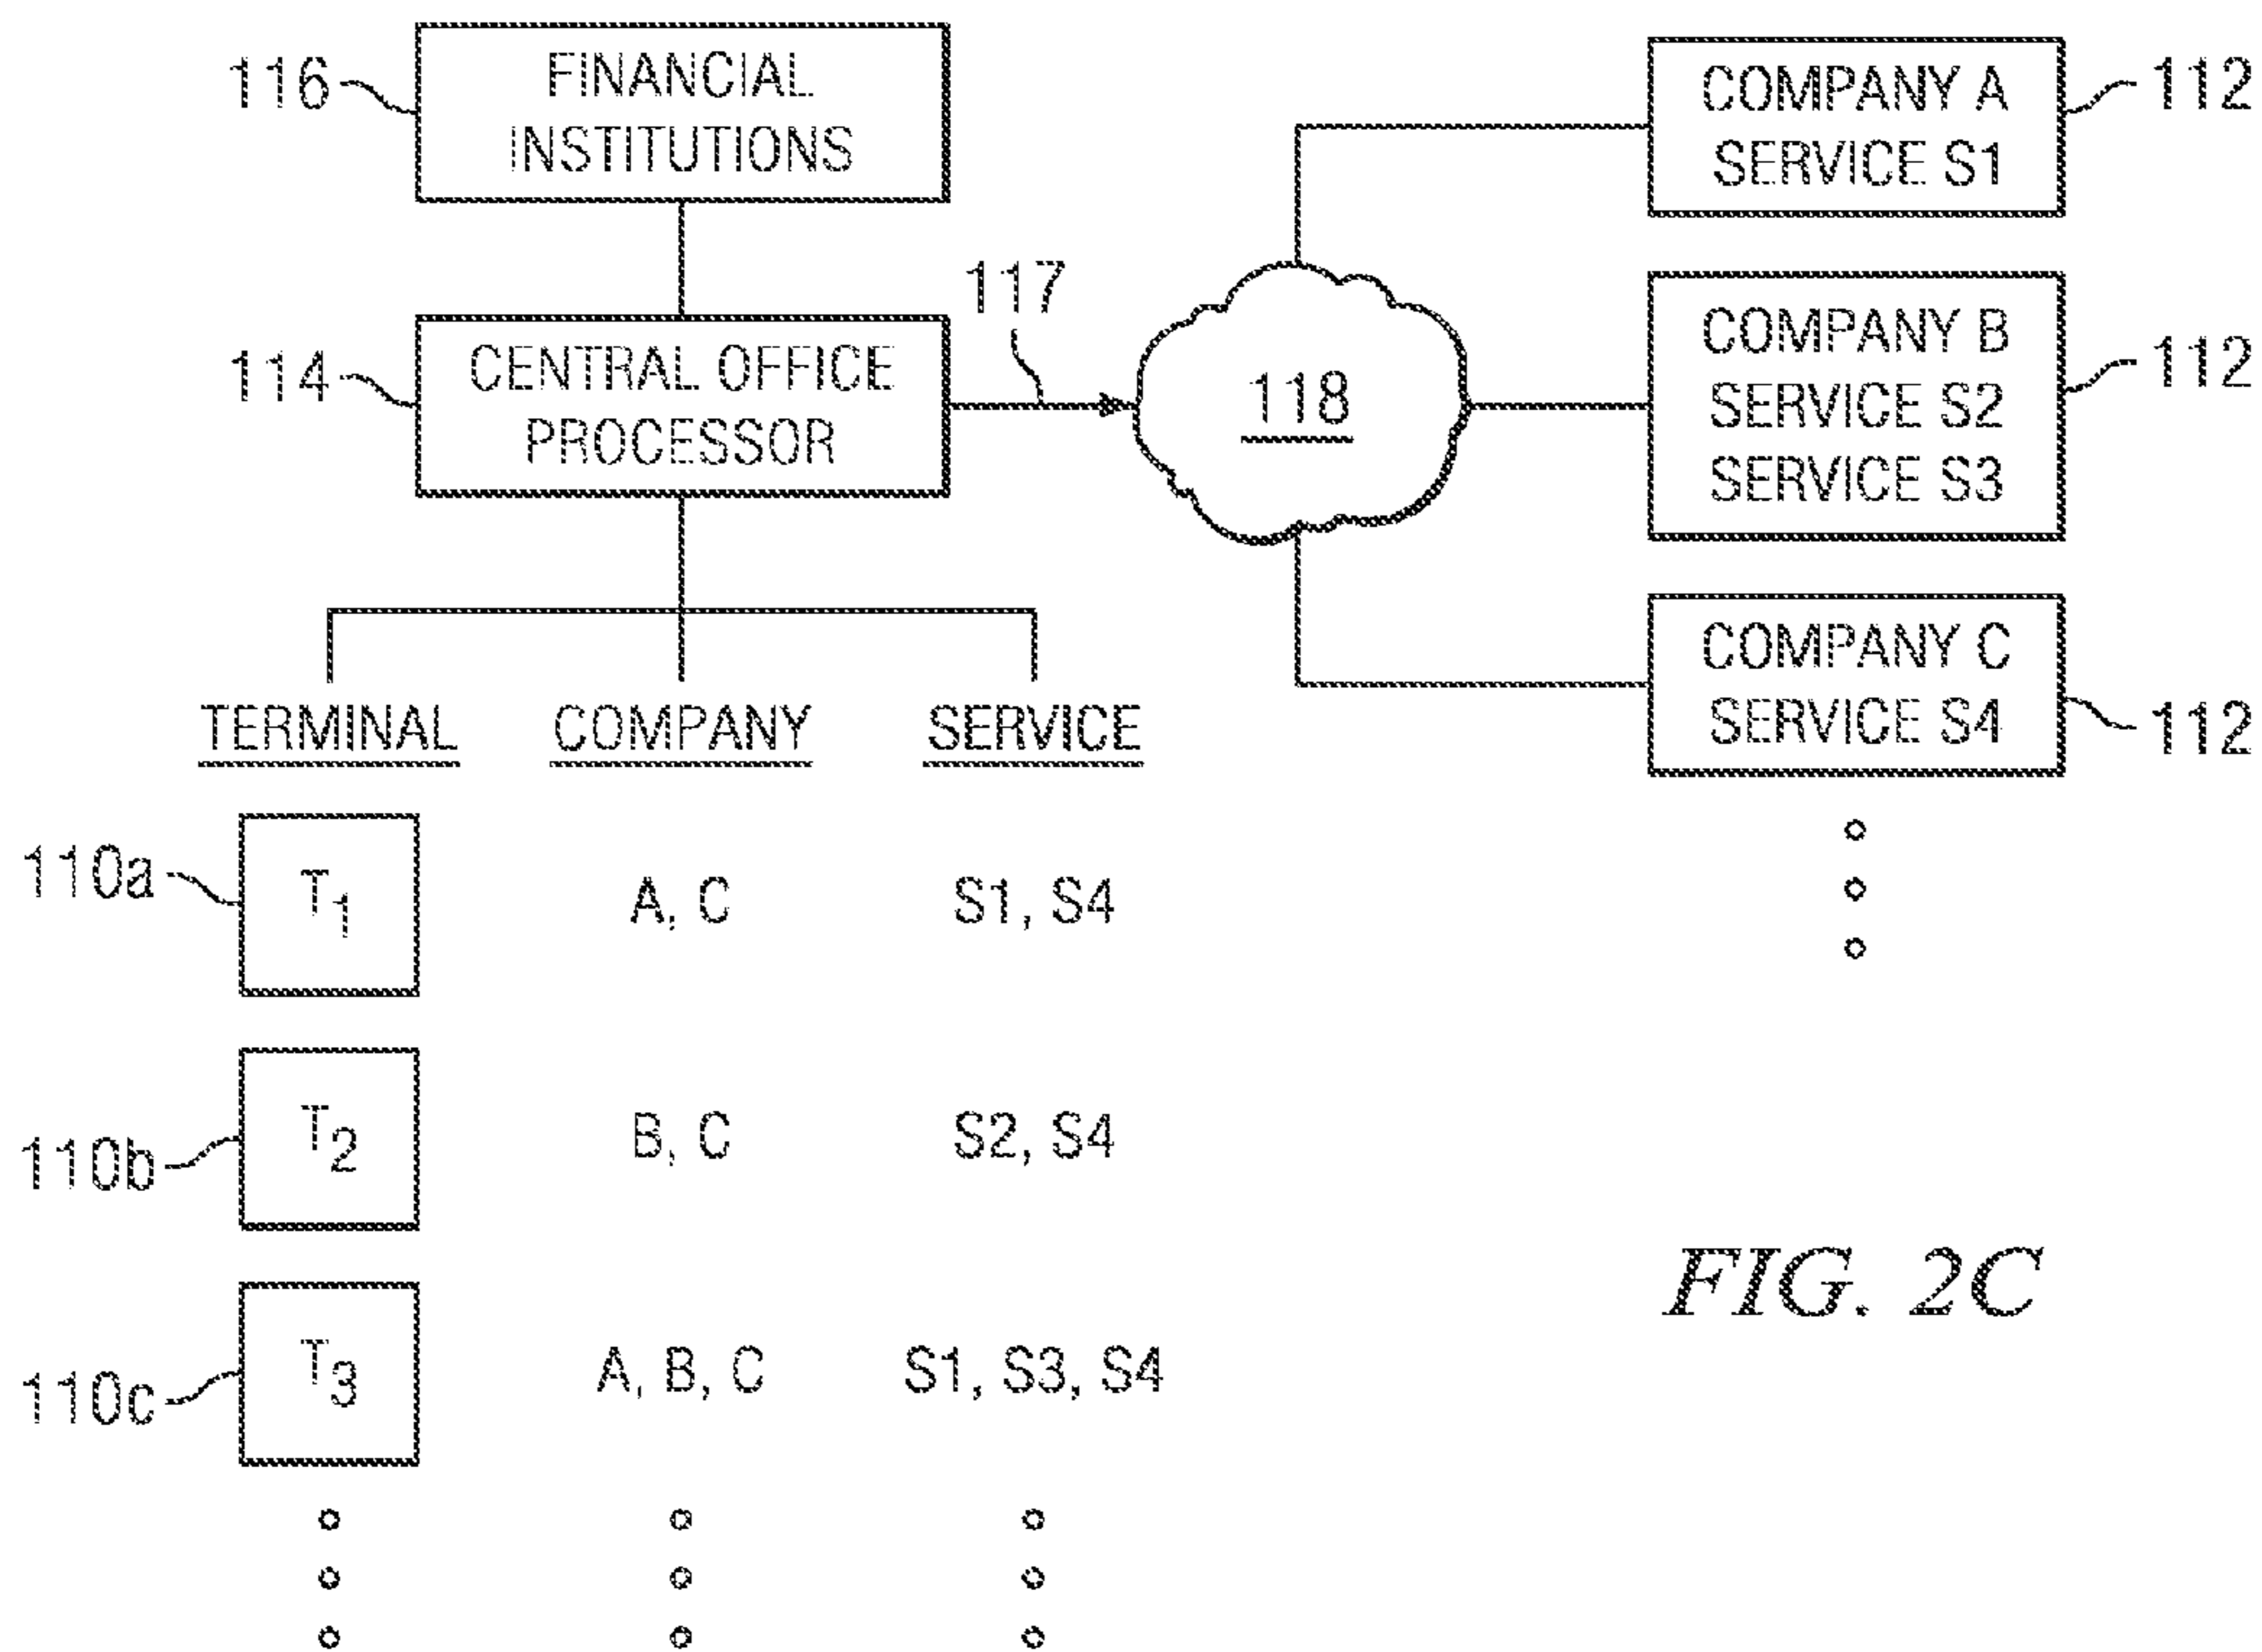 116
FINANCIAL
INSTITUTIONS
COMPANY A
SERVICE S1
112
114
CENTRAL OFFICE
PROCESSOR
117
118
COMPANY B
SERVICE S2
SERVICE S3
112
COMPANY C
SERVICE S4
112
TERMINAL COMPANY SERVICE
110a T1 A, C S1, S4
110b T2 B, C S2, S4
110c T3 A, B, C S1, S3, S4
FIG. 2C